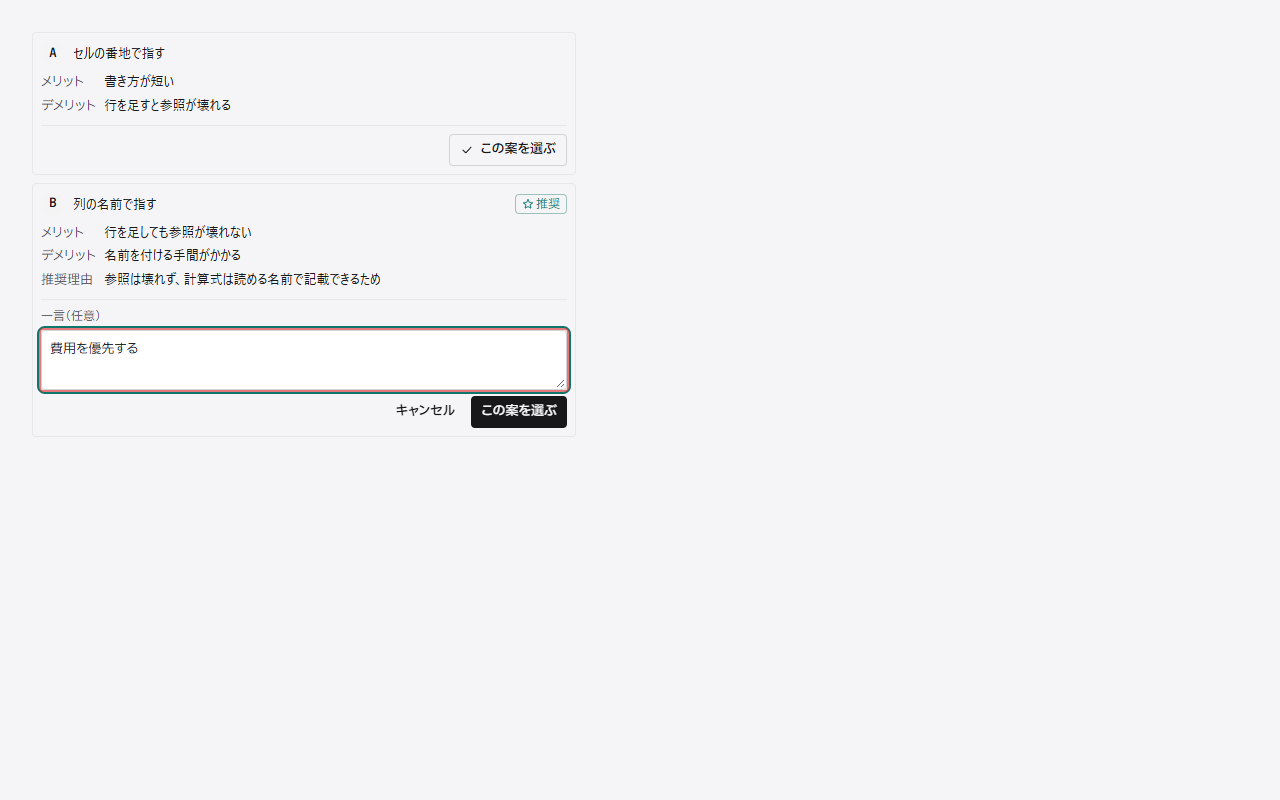 A セルの番地で指す
メリット 書き方が短い
デメリット 行を足すと参照が壊れる
この案を選ぶ
B 列の名前で指す 推奨
メリット 行を足しても参照が壊れない
デメリット 名前を付ける手間がかかる
推奨理由 参照は壊れず、計算式は読める名前で記載できるため
一言(任意)
費用を優先する
キャンセル この案を選ぶ